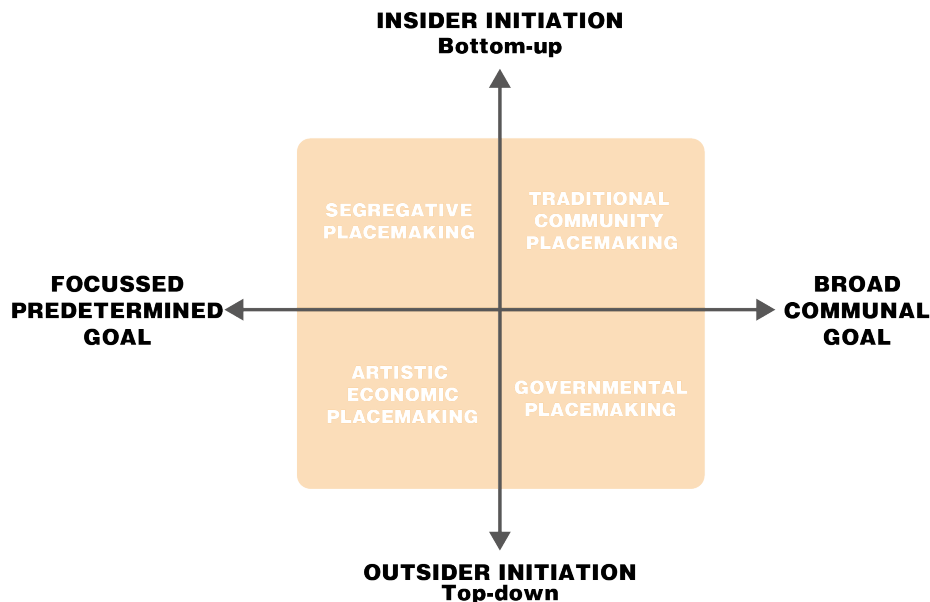 INSIDER INITIATION
Bottom-up
SEGREGATIVE
PLACEMAKING
TRADITIONAL
COMMUNITY
PLACEMAKING
FOCUSSED
PREDETERMINED
GOAL
BROAD
COMMUNAL
GOAL
ARTISTIC
ECONOMIC
PLACEMAKING
GOVERNMENTAL
PLACEMAKING
OUTSIDER INITIATION
Top-down